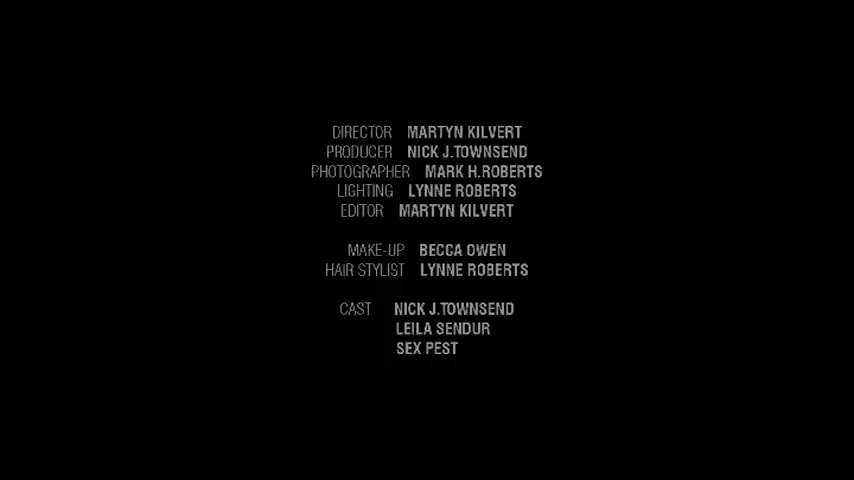 DIRECTOR MARTYN KILVERT
PRODUCER NICK J.TOWNSEND
PHOTOGRAPHER MARK H.ROBERTS
LIGHTING LYNNE ROBERTS
EDITOR MARTYN KILVERT
MAKE-UP BECCA OWEN
HAIR STYLIST LYNNE ROBERTS
CAST NICK J.TOWNSEND
LEILA SENDUR
SEX PEST